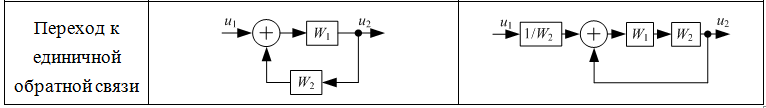 Переход к
единичной
обратной связи
u₁ + W₁ u₂
W₂
u₁ 1/W₂ + W₁ W₂ u₂